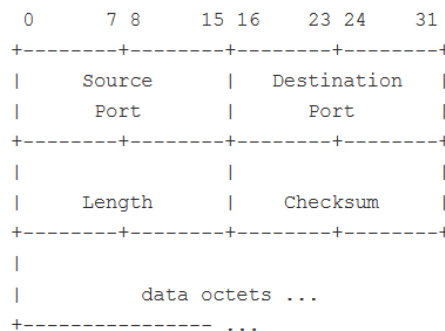 0      7 8     15 16    23 24    31
+--------+--------+--------+--------+
|     Source      |   Destination   |
|      Port       |      Port       |
+--------+--------+--------+--------+
|                 |                 |
|     Length      |    Checksum     |
+--------+--------+--------+--------+
|
|          data octets ...
+---------------- ...